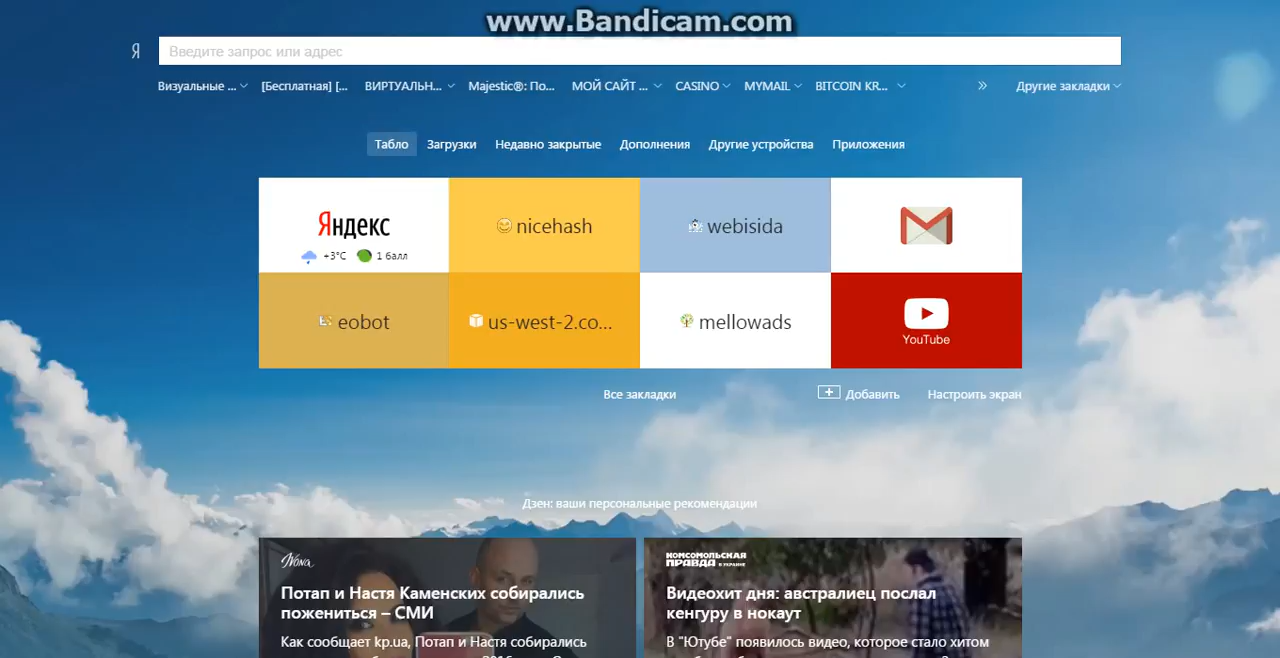 www.Bandicam.com
Я Введите запрос или адрес
Визуальные ... [Бесплатная] [... ВИРТУАЛЬН... Majestic®: По... МОЙ САЙТ ... CASINO MYMAIL BITCOIN KR... » Другие закладки
Табло Загрузки Недавно закрытые Дополнения Другие устройства Приложения
Яндекс nicehash webisida
+3°C 1 балл
eobot us-west-2.co... mellowads YouTube
Все закладки Добавить Настроить экран
Дзен: ваши персональные рекомендации
Nona
Потап и Настя Каменских собирались
пожениться – СМИ
Как сообщает kp.ua, Потап и Настя собирались
КОМСОМОЛЬСКАЯ
ПРАВДА В УКРАИНЕ
Видеохит дня: австралиец послал
кенгуру в нокаут
В "Ютубе" появилось видео, которое стало хитом